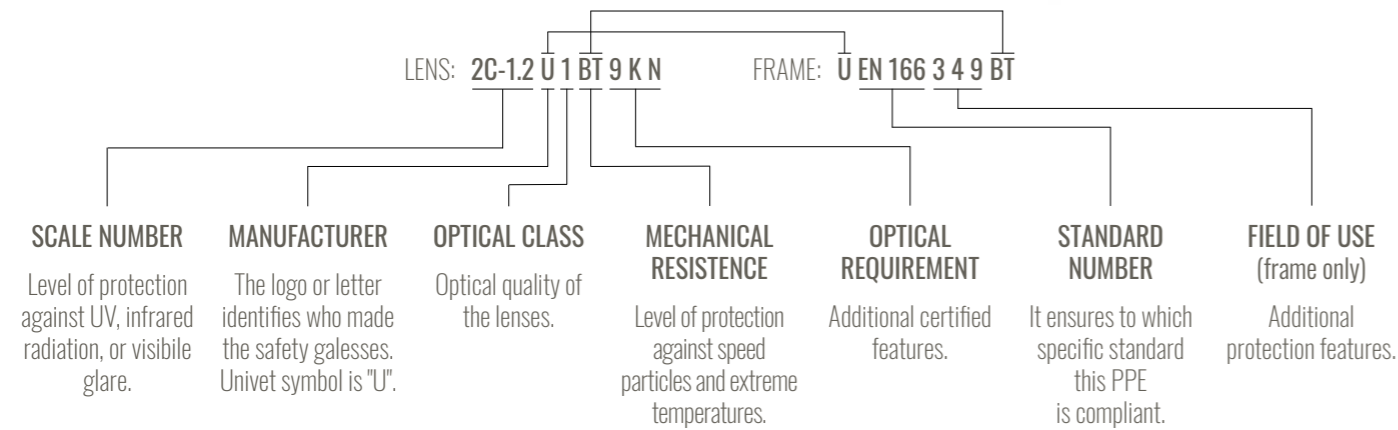 LENS: 2C-1.2 U 1 BT 9 K N FRAME: U EN 166 3 4 9 BT
SCALE NUMBER
Level of protection
against UV, infrared
radiation, or visibile
glare.
MANUFACTURER
The logo or letter
identifies who made
the safety galesses.
Univet symbol is "U".
OPTICAL CLASS
Optical quality of
the lenses.
MECHANICAL
RESISTENCE
Level of protection
against speed
particles and extreme
temperatures.
OPTICAL
REQUIREMENT
Additional certified
features.
STANDARD
NUMBER
It ensures to which
specific standard
this PPE
is compliant.
FIELD OF USE
(frame only)
Additional
protection features.